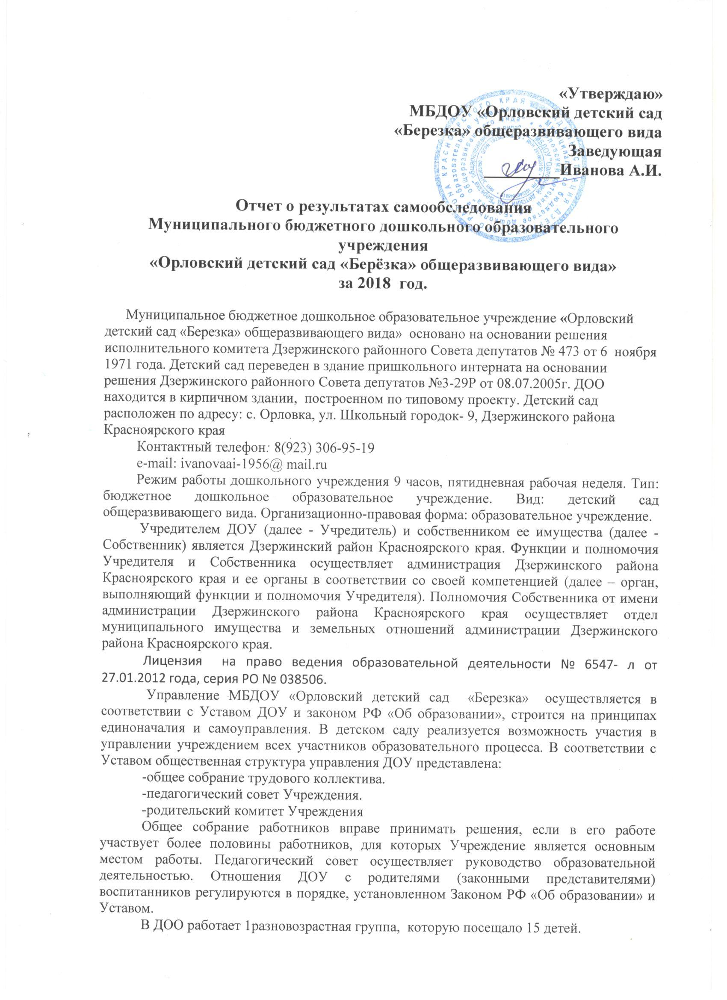 «Утверждаю»
МБДОУ «Орловский детский сад
«Березка» общеразвивающего вида
Заведующая
Иванова А.И.
Отчет о результатах самообследования
Муниципального бюджетного дошкольного образовательного
учреждения
«Орловский детский сад «Берёзка» общеразвивающего вида»
за 2018 год.
Муниципальное бюджетное дошкольное образовательное учреждение «Орловский
детский сад «Березка» общеразвивающего вида» основано на основании решения
исполнительного комитета Дзержинского районного Совета депутатов № 473 от 6 ноября
1971 года. Детский сад переведен в здание пришкольного интерната на основании
решения Дзержинского районного Совета депутатов №3-29Р от 08.07.2005г. ДОО
находится в кирпичном здании, построенном по типовому проекту. Детский сад
расположен по адресу: с. Орловка, ул. Школьный городок- 9, Дзержинского района
Красноярского края
Контактный телефон: 8(923) 306-95-19
e-mail: ivanovaai-1956@ mail.ru
Режим работы дошкольного учреждения 9 часов, пятидневная рабочая неделя. Тип:
бюджетное дошкольное образовательное учреждение. Вид: детский сад
общеразвивающего вида. Организационно-правовая форма: образовательное учреждение.
Учредителем ДОУ (далее - Учредитель) и собственником ее имущества (далее -
Собственник) является Дзержинский район Красноярского края. Функции и полномочия
Учредителя и Собственника осуществляет администрация Дзержинского района
Красноярского края и ее органы в соответствии со своей компетенцией (далее – орган,
выполняющий функции и полномочия Учредителя). Полномочия Собственника от имени
администрации Дзержинского района Красноярского края осуществляет отдел
муниципального имущества и земельных отношений администрации Дзержинского
района Красноярского края.
Лицензия на право ведения образовательной деятельности № 6547- л от
27.01.2012 года, серия РО № 038506.
Управление МБДОУ «Орловский детский сад «Березка» осуществляется в
соответствии с Уставом ДОУ и законом РФ «Об образовании», строится на принципах
единоначалия и самоуправления. В детском саду реализуется возможность участия в
управлении учреждением всех участников образовательного процесса. В соответствии с
Уставом общественная структура управления ДОУ представлена:
-общее собрание трудового коллектива.
-педагогический совет Учреждения.
-родительский комитет Учреждения
Общее собрание работников вправе принимать решения, если в его работе
участвует более половины работников, для которых Учреждение является основным
местом работы. Педагогический совет осуществляет руководство образовательной
деятельностью. Отношения ДОУ с родителями (законными представителями)
воспитанников регулируются в порядке, установленном Законом РФ «Об образовании» и
Уставом.
В ДОО работает 1разновозрастная группа, которую посещало 15 детей.